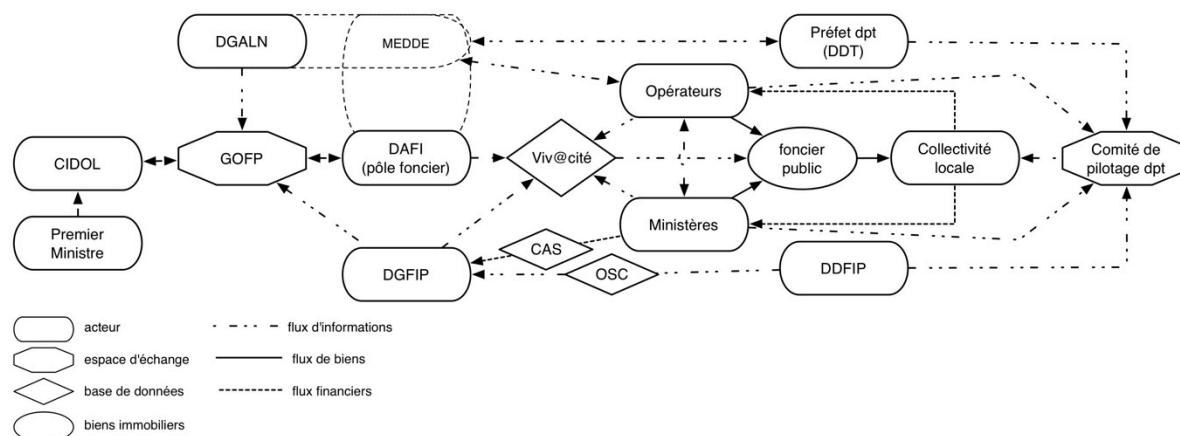 DGALN
MEDDE
Préfet dpt
(DDT)
Opérateurs
CIDOL
GOFP
DAFI
(pôle foncier)
Viv@cité
foncier
public
Collectivité
locale
Comité de
pilotage dpt
Premier
Ministre
Ministères
CAS
DGFIP
OSC
DDFIP
acteur
flux d'informations
espace d'échange
flux de biens
base de données
flux financiers
biens immobiliers